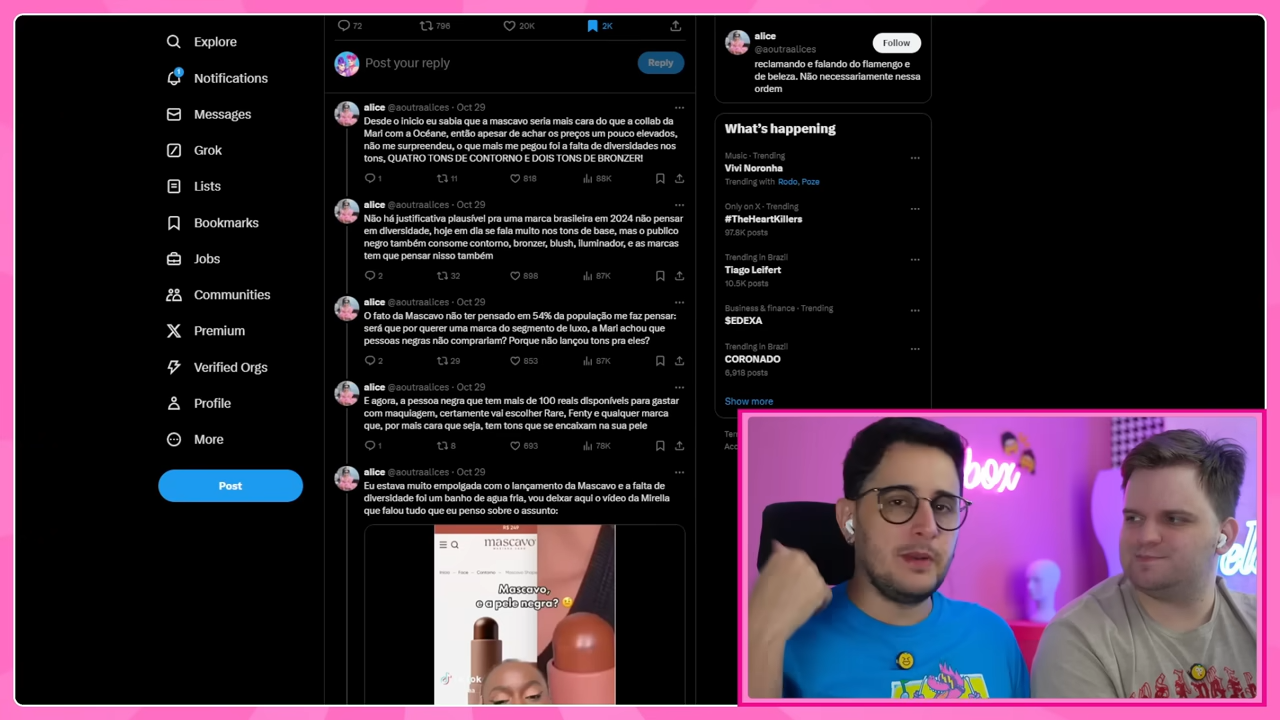 Explore
Notifications
1
Messages
Grok
Lists
Bookmarks
Jobs
Communities
Premium
Verified Orgs
Profile
More
Post
72
796
20K
2K
Post your reply
Reply
alice @aoutraalices · Oct 29
Desde o início eu sabia que a mascavo seria mais cara do que a collab da
Mari com a Océane, então apesar de achar os preços um pouco elevados,
não me surpreendeu, o que mais me pegou foi a falta de diversidades nos
tons, QUATRO TONS DE CONTORNO E DOIS TONS DE BRONZER!
1
11
818
88K
alice @aoutraalices · Oct 29
Não há justificativa plausível pra uma marca brasileira em 2024 não pensar
em diversidade, hoje em dia se fala muito nos tons de base, mas o publico
negro também consome contorno, bronzer, blush, iluminador, e as marcas
tem que pensar nisso também
2
32
898
87K
alice @aoutraalices · Oct 29
O fato da Mascavo não ter pensado em 54% da população me faz pensar:
será que por querer uma marca do segmento de luxo, a Mari achou que
pessoas negras não comprariam? Porque não lançou tons pra eles?
2
29
853
87K
alice @aoutraalices · Oct 29
E agora, a pessoa negra que tem mais de 100 reais disponíveis para gastar
com maquiagem, certamente vai escolher Rare, Fenty e qualquer marca
que, por mais cara que seja, tem tons que se encaixam na sua pele
1
8
693
78K
alice @aoutraalices · Oct 29
Eu estava muito empolgada com o lançamento da Mascavo e a falta de
diversidade foi um banho de agua fria, vou deixar aqui o vídeo da Mirella
que falou tudo que eu penso sobre o assunto:
mascavo
Mascavo,
e a pele negra?
alice
@aoutraalices
Follow
reclamando e falando do flamengo e
de beleza. Não necessariamente nessa
ordem
What's happening
Music · Trending
Vivi Noronha
Trending with Rodo, Poze
Only on X · Trending
#TheHeartKillers
97.8K posts
Trending in Brazil
Tiago Leifert
10.5K posts
Business & finance · Trending
$EDEXA
Trending in Brazil
CORONADO
6,918 posts
Show more
box